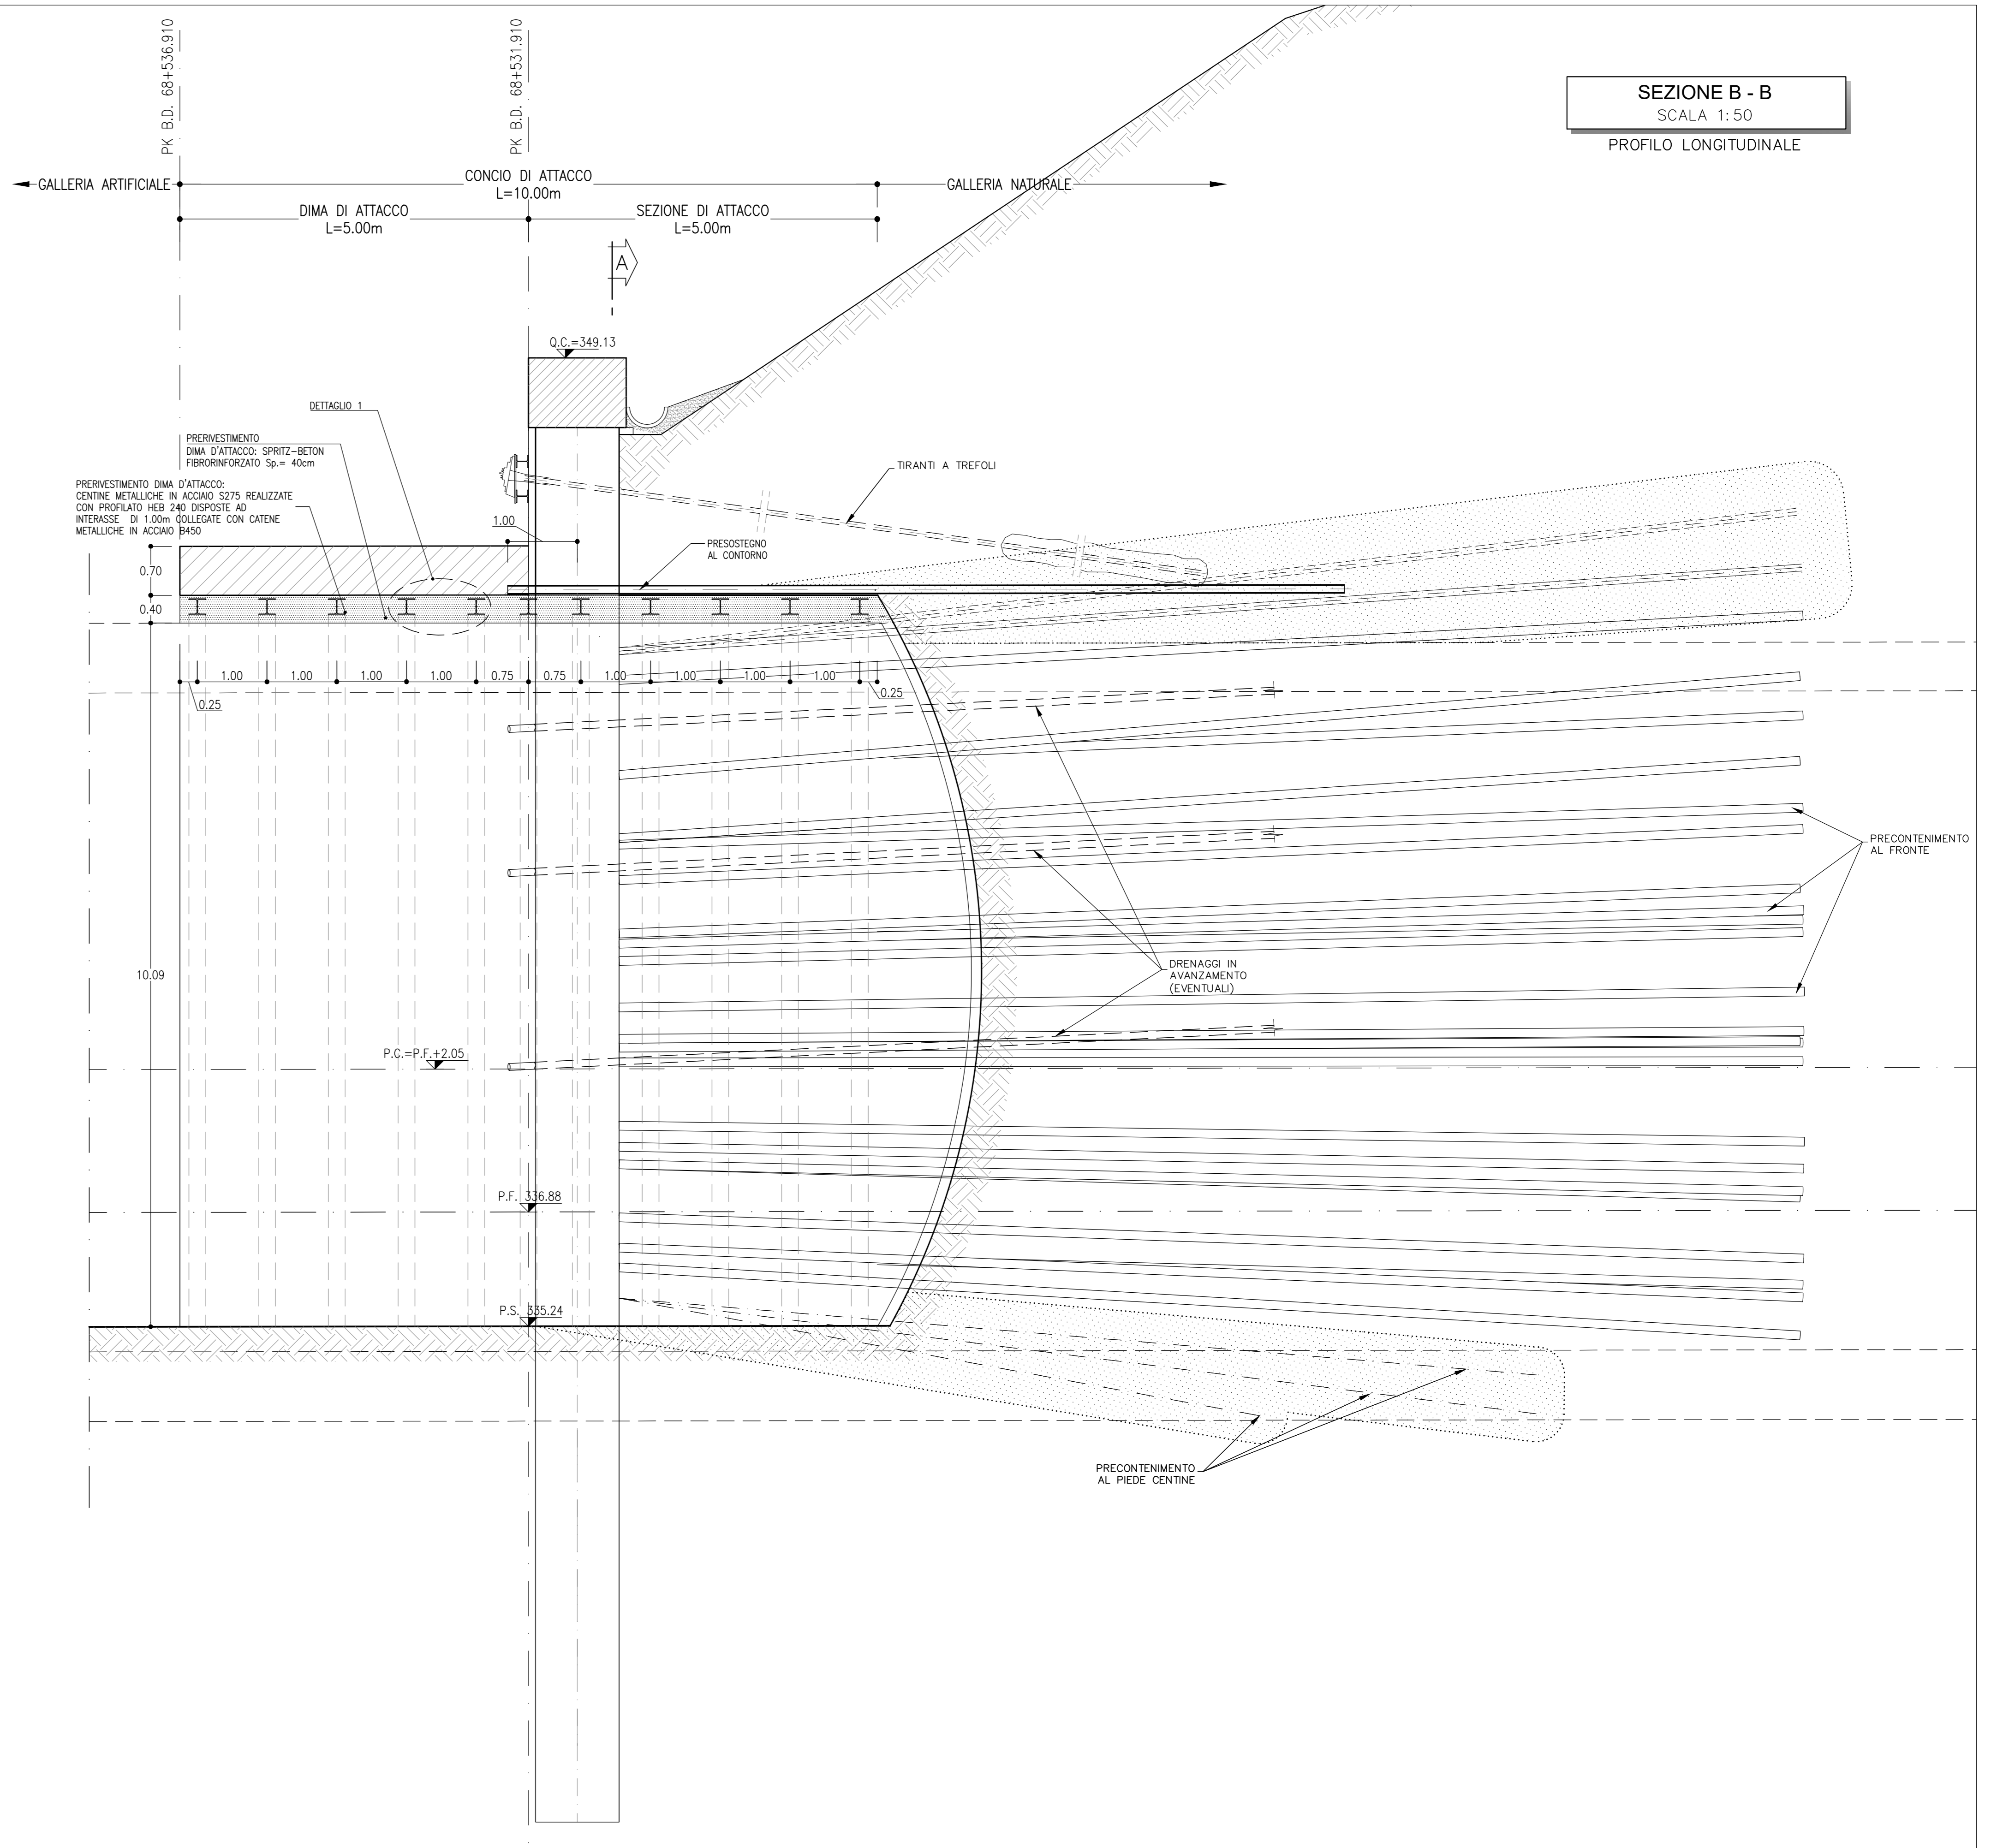 PK B.D. 68+536.910
PK B.D. 68+531.910
SEZIONE B - B
SCALA 1:50
PROFILO LONGITUDINALE
GALLERIA ARTIFICIALE
CONCIO DI ATTACCO
L=10.00m
GALLERIA NATURALE
DIMA DI ATTACCO
L=5.00m
SEZIONE DI ATTACCO
L=5.00m
A
Q.C.=349.13
DETTAGLIO 1
PRERIVESTIMENTO
DIMA D'ATTACCO: SPRITZ-BETON
FIBRORINFORZATO Sp.= 40cm
PRERIVESTIMENTO DIMA D'ATTACCO:
CENTINE METALLICHE IN ACCIAIO S275 REALIZZATE
CON PROFILATO HEB 240 DISPOSTE AD
INTERASSE DI 1.00m COLLEGATE CON CATENE
METALLICHE IN ACCIAIO B450
TIRANTI A TREFOLI
1.00
PRESOSTEGNO
AL CONTORNO
0.70
0.40
1.00 1.00 1.00 1.00 0.75 0.75 1.00 1.00 1.00 1.00
0.25
0.25
PRECONTENIMENTO
AL FRONTE
DRENAGGI IN
AVANZAMENTO
(EVENTUALI)
10.09
P.C.=P.F.+2.05
P.F. 336.88
P.S. 335.24
PRECONTENIMENTO
AL PIEDE CENTINE